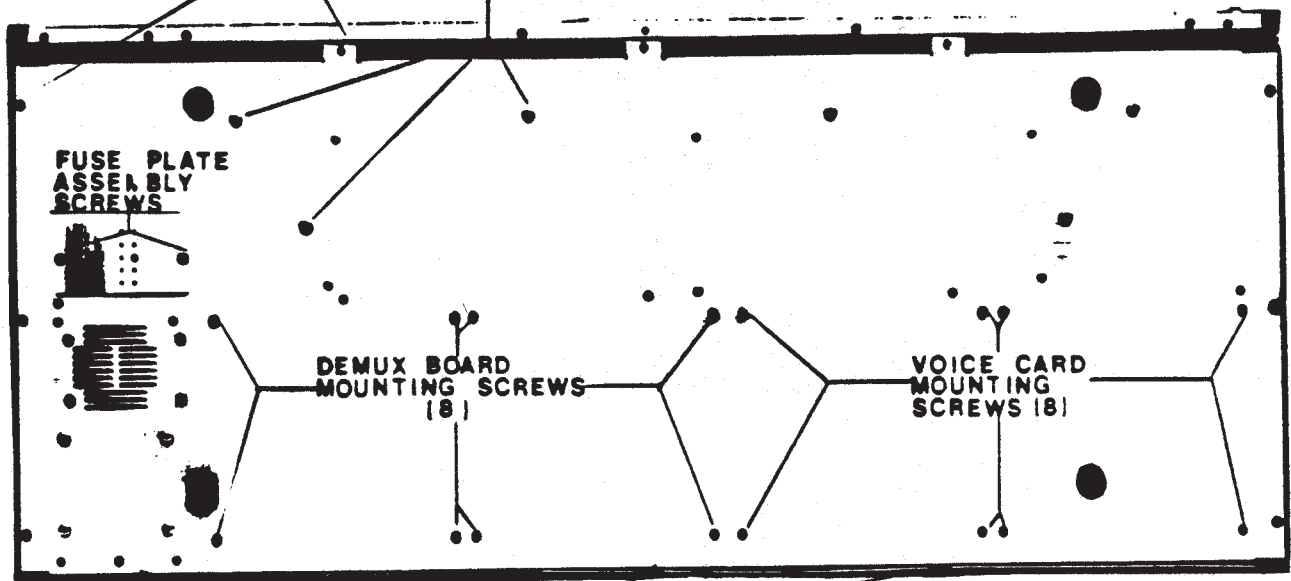 FUSE PLATE
ASSEMBLY
SCREWS
DEMUX BOARD
MOUNTING SCREWS
(8)
VOICE CARD
MOUNTING
SCREWS (8)